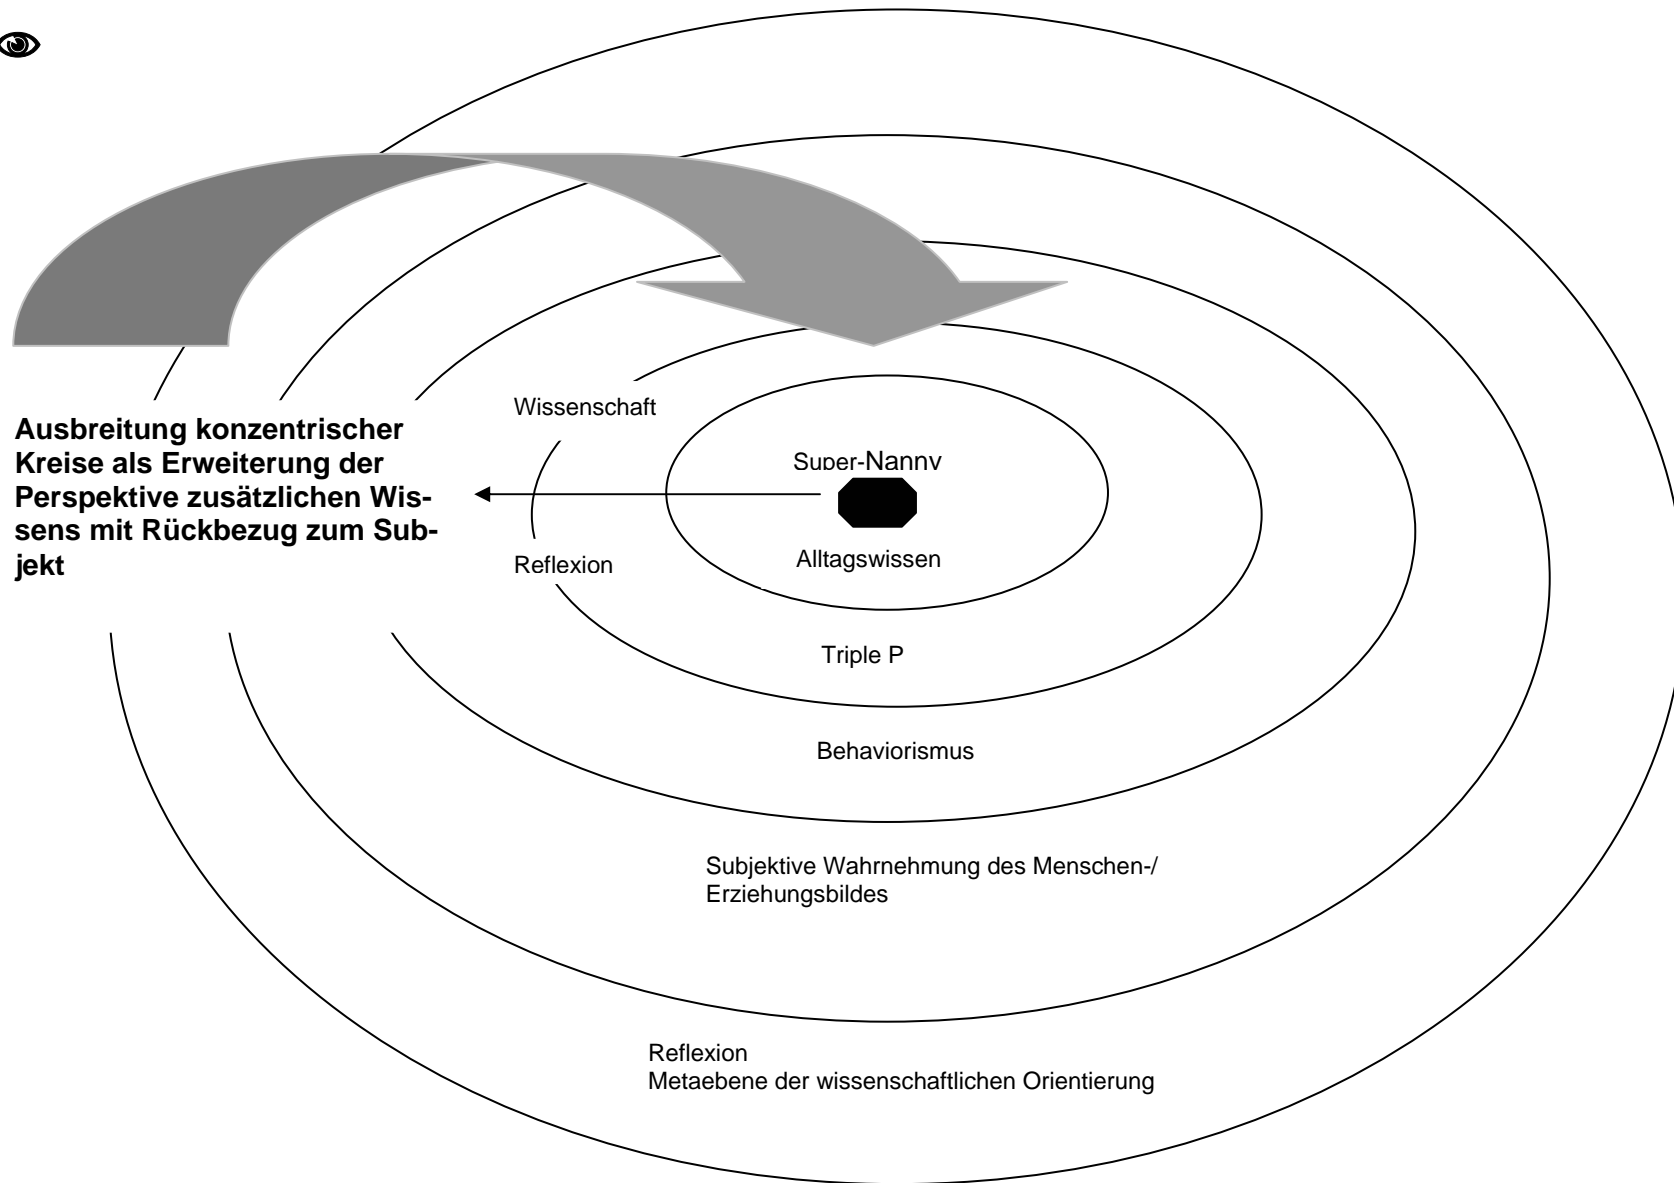 Wissenschaft
Ausbreitung konzentrischer
Kreise als Erweiterung der
Perspektive zusätzlichen Wis-
sens mit Rückbezug zum Sub-
jekt
Super-Nanny
Reflexion
Alltagswissen
Triple P
Behaviorismus
Subjektive Wahrnehmung des Menschen-/
Erziehungsbildes
Reflexion
Metaebene der wissenschaftlichen Orientierung